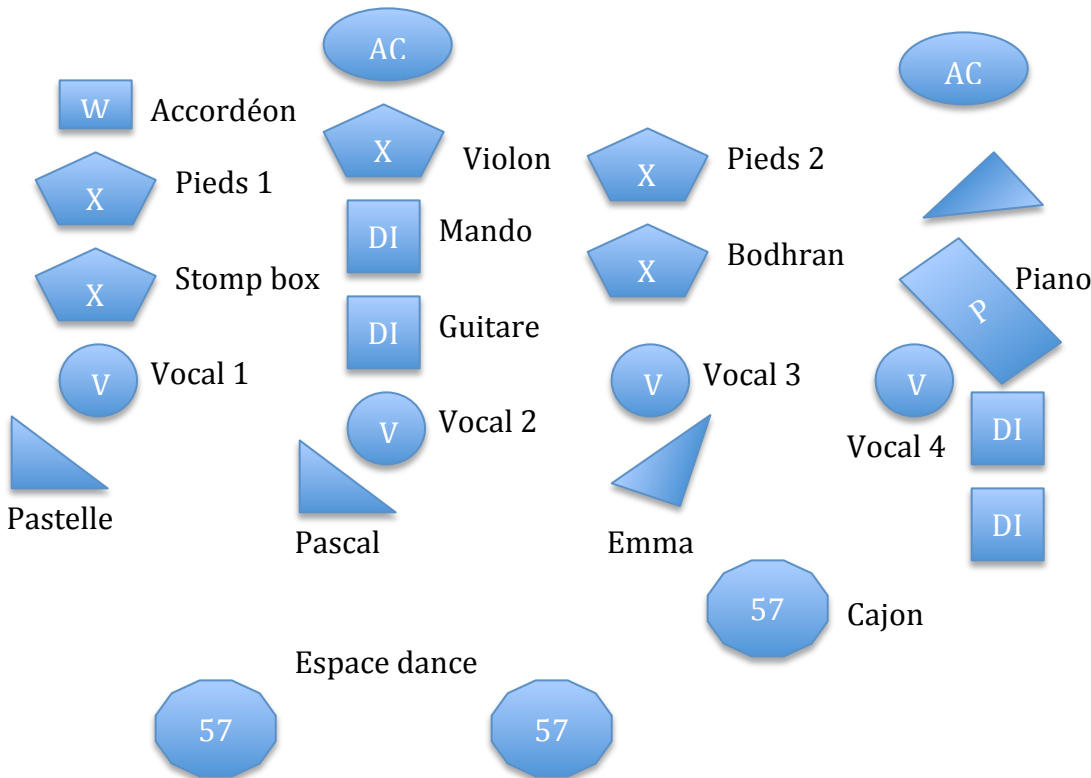 AC
AC
W Accordéon
X Violon
X Pieds 2
X Pieds 1
DI Mando
X Bodhran
X Stomp box
Piano
P
DI Guitare
V Vocal 1
V Vocal 3
V
V Vocal 2
Vocal 4
DI
Pastelle
Pascal
Emma
DI
57 Cajon
Espace dance
57
57